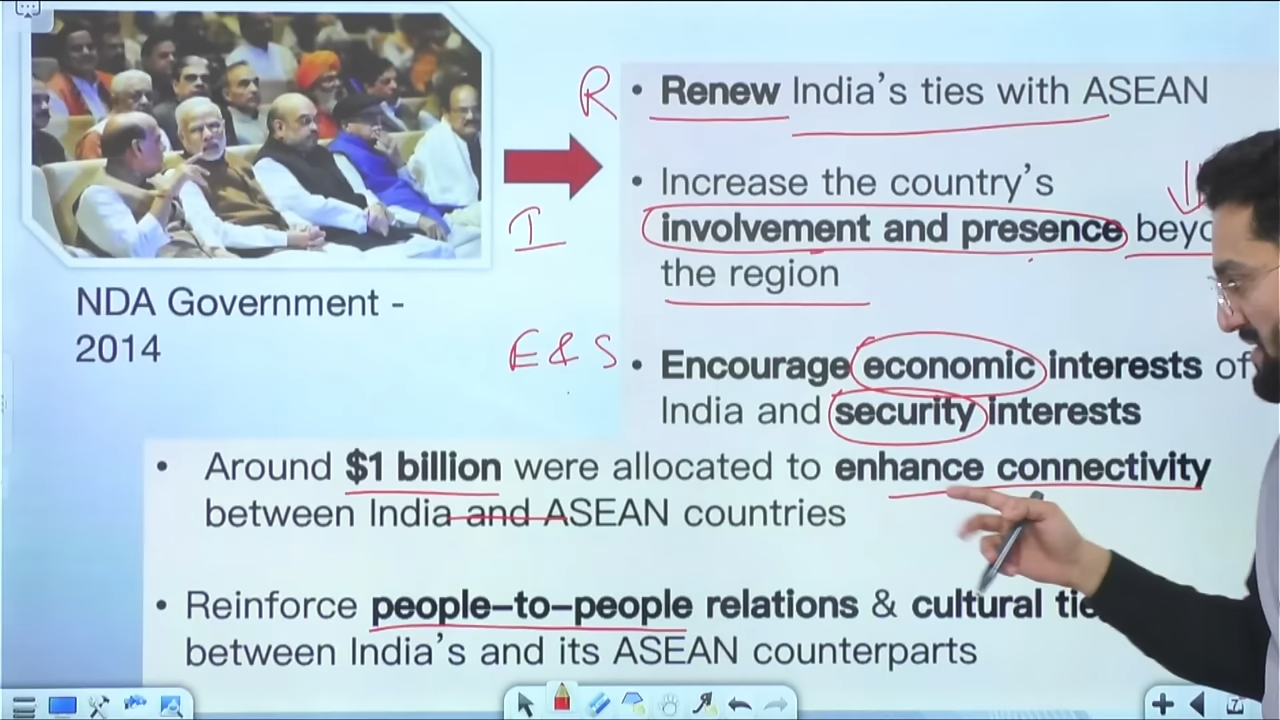 R
• Renew India's ties with ASEAN
• Increase the country's
I
involvement and presence
the region
NDA Government -
2014
E & S
• Encourage economic interests of
India and security interests
• Around $1 billion were allocated to enhance connectivity
between India and ASEAN countries
• Reinforce people–to–people relations & cultural
between India's and its ASEAN counterparts